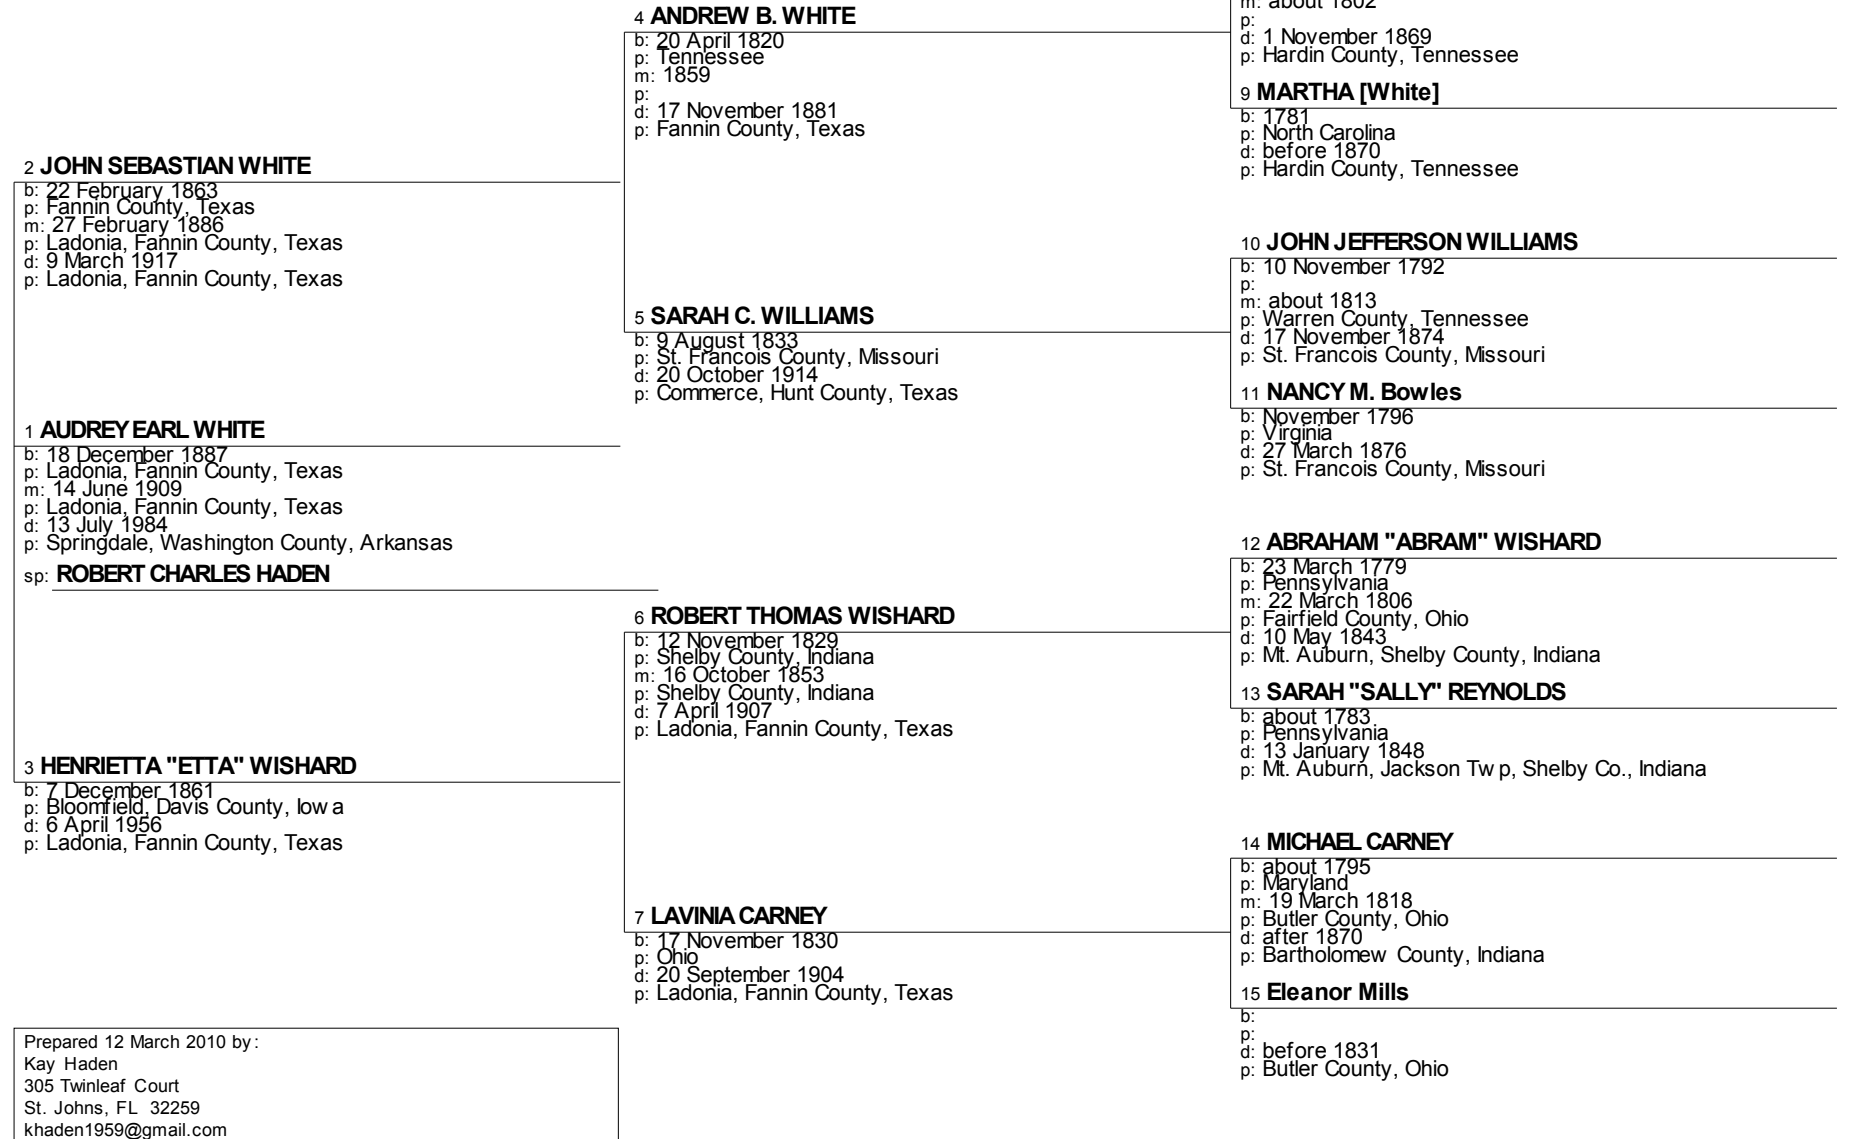 m: about 1802
p:
d: 1 November 1869
p: Hardin County, Tennessee
4 ANDREW B. WHITE
b: 20 April 1820
p: Tennessee
m: 1859
p:
d: 17 November 1881
p: Fannin County, Texas
9 MARTHA [White]
b: 1781
p: North Carolina
d: before 1870
p: Hardin County, Tennessee
2 JOHN SEBASTIAN WHITE
b: 22 February 1863
p: Fannin County, Texas
m: 27 February 1886
p: Ladonia, Fannin County, Texas
d: 9 March 1917
p: Ladonia, Fannin County, Texas
10 JOHN JEFFERSON WILLIAMS
b: 10 November 1792
p:
m: about 1813
p: Warren County, Tennessee
d: 17 November 1874
p: St. Francois County, Missouri
5 SARAH C. WILLIAMS
b: 9 August 1833
p: St. Francois County, Missouri
d: 20 October 1914
p: Commerce, Hunt County, Texas
11 NANCY M. Bowles
b: November 1796
p: Virginia
d: 27 March 1876
p: St. Francois County, Missouri
1 AUDREY EARL WHITE
b: 18 December 1887
p: Ladonia, Fannin County, Texas
m: 14 June 1909
p: Ladonia, Fannin County, Texas
d: 13 July 1984
p: Springdale, Washington County, Arkansas
sp: ROBERT CHARLES HADEN
12 ABRAHAM "ABRAM" WISHARD
b: 23 March 1779
p: Pennsylvania
m: 22 March 1806
p: Fairfield County, Ohio
d: 10 May 1843
p: Mt. Auburn, Shelby County, Indiana
6 ROBERT THOMAS WISHARD
b: 12 November 1829
p: Shelby County, Indiana
m: 16 October 1853
p: Shelby County, Indiana
d: 7 April 1907
p: Ladonia, Fannin County, Texas
13 SARAH "SALLY" REYNOLDS
b: about 1783
p: Pennsylvania
d: 13 January 1848
p: Mt. Auburn, Jackson Twp, Shelby Co., Indiana
3 HENRIETTA "ETTA" WISHARD
b: 7 December 1861
p: Bloomfield, Davis County, Iowa
d: 6 April 1956
p: Ladonia, Fannin County, Texas
14 MICHAEL CARNEY
b: about 1795
p: Maryland
m: 19 March 1818
p: Butler County, Ohio
d: after 1870
p: Bartholomew County, Indiana
7 LAVINIA CARNEY
b: 17 November 1830
p: Ohio
d: 20 September 1904
p: Ladonia, Fannin County, Texas
15 Eleanor Mills
b:
p:
d: before 1831
p: Butler County, Ohio
Prepared 12 March 2010 by:
Kay Haden
305 Twinleaf Court
St. Johns, FL 32259
khaden1959@gmail.com